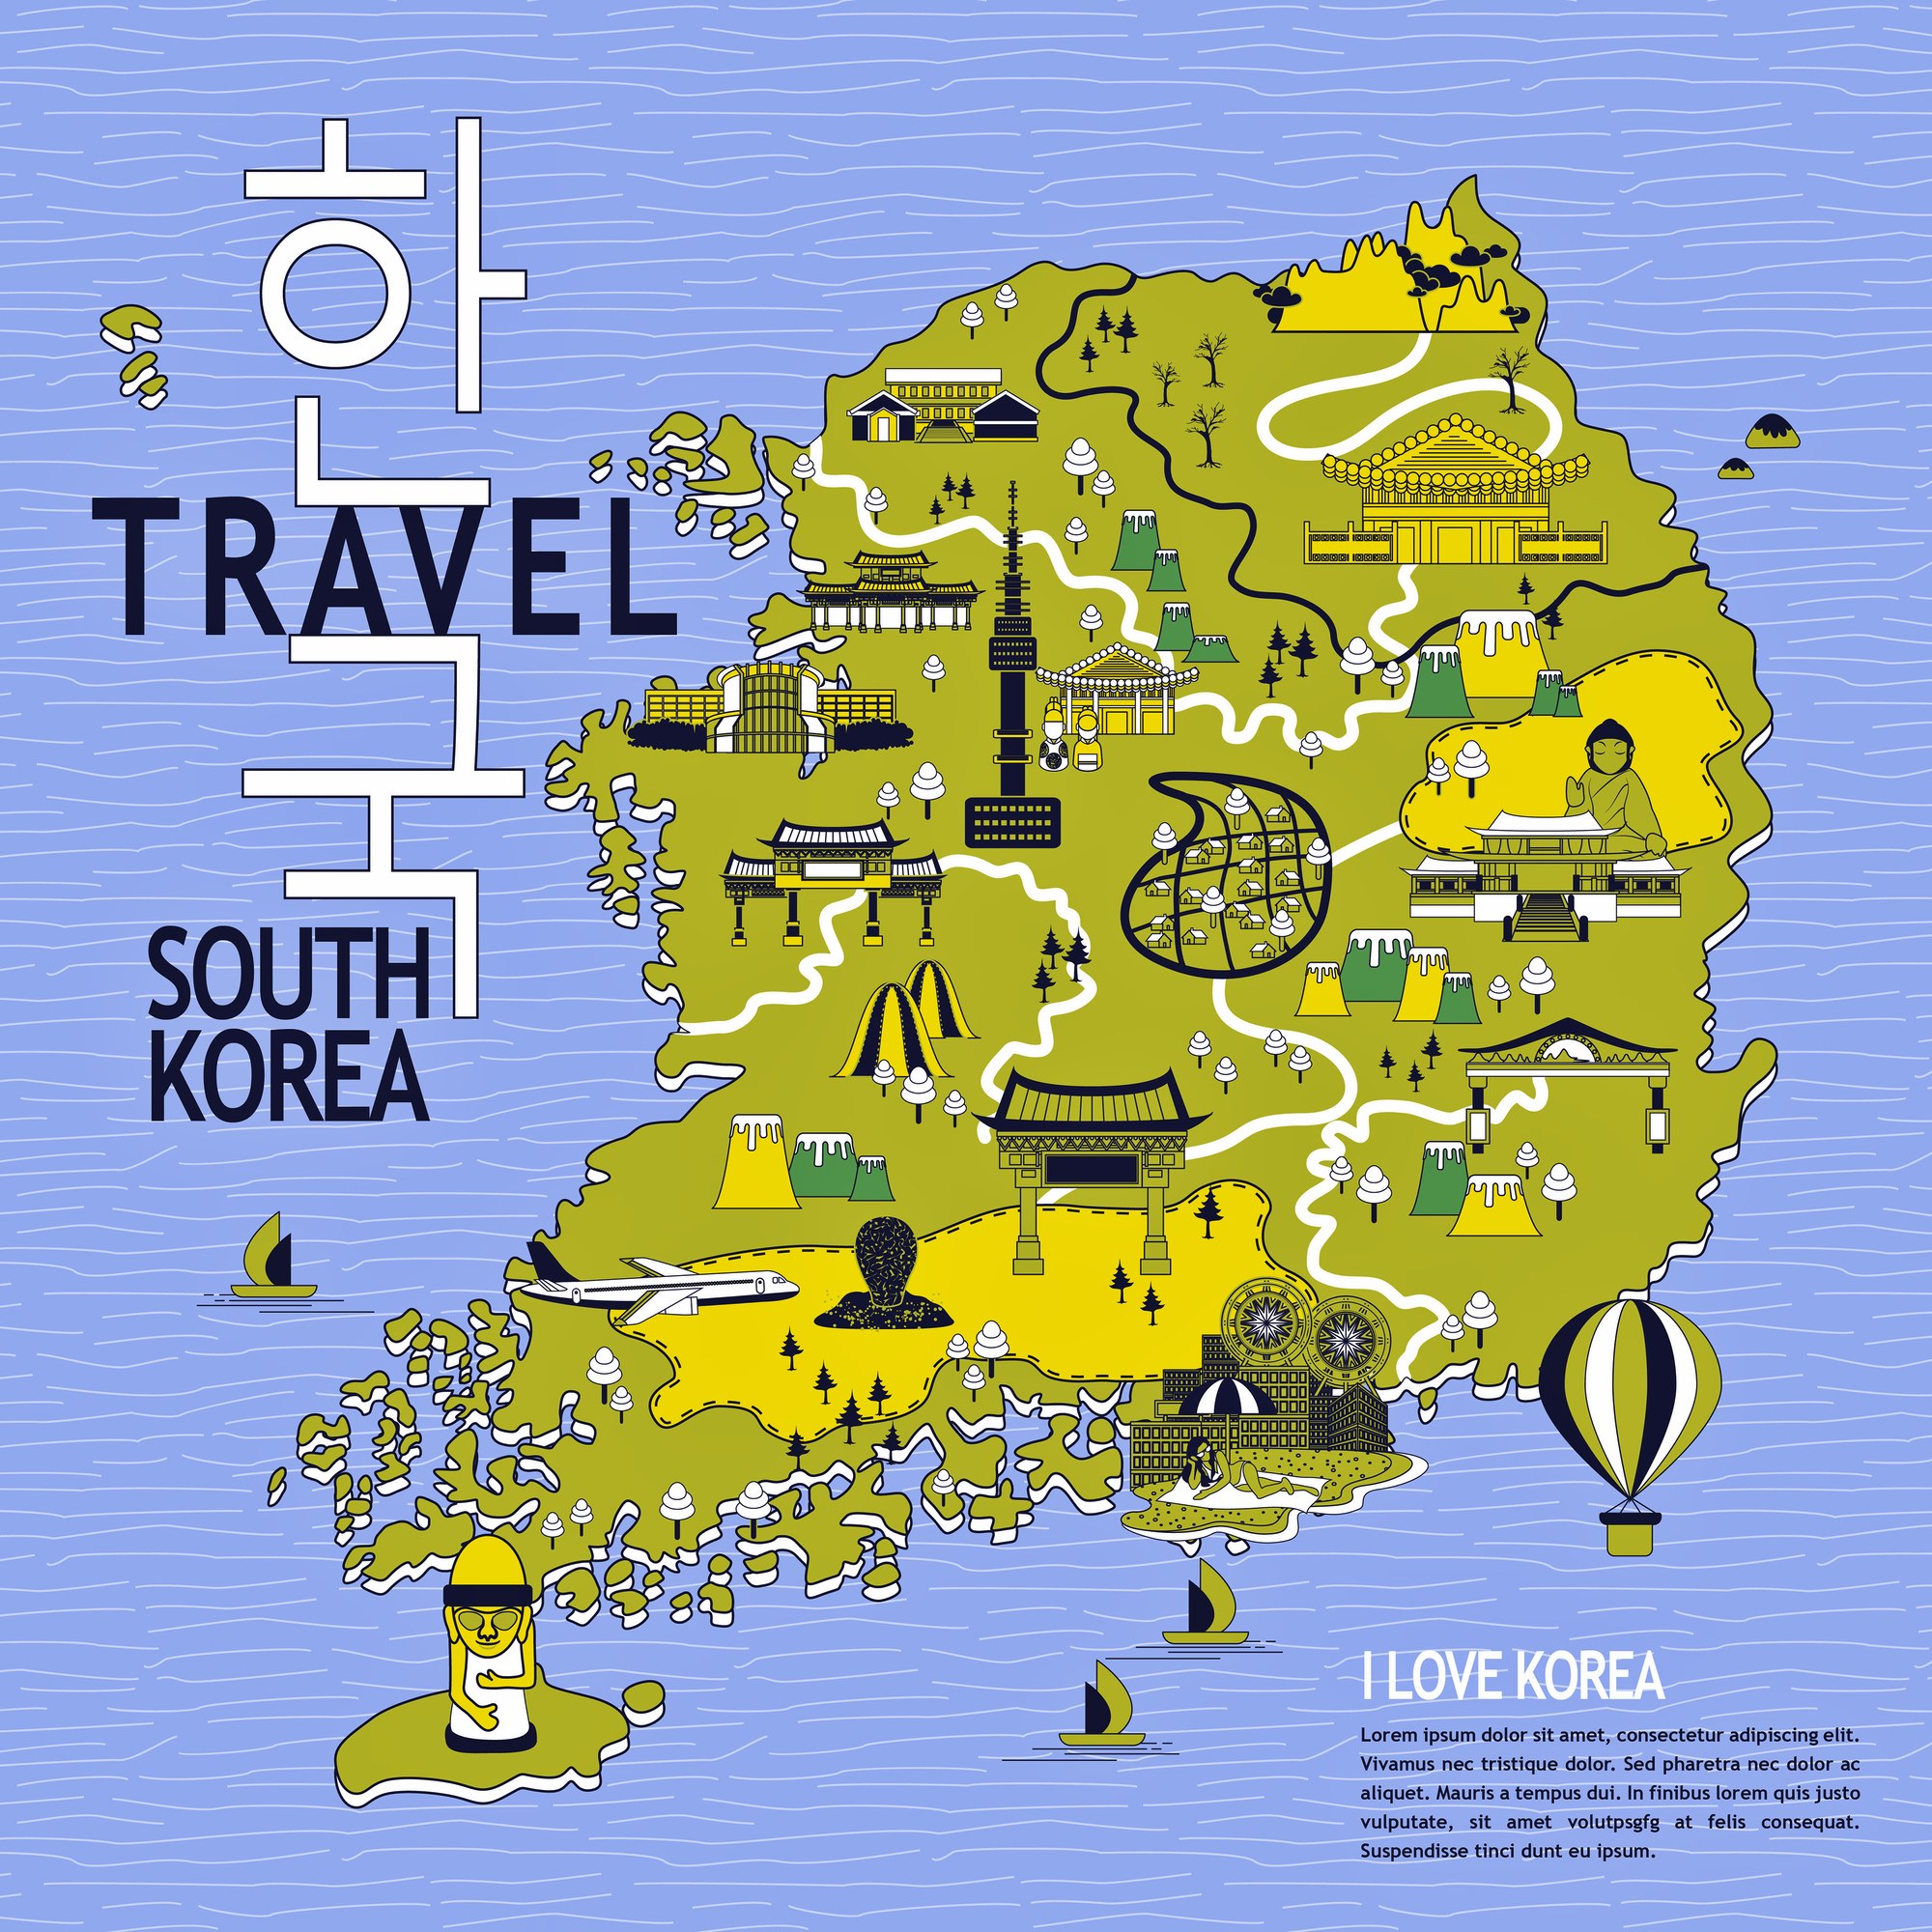 한국
TRAVEL
SOUTH
KOREA
I LOVE KOREA
Lorem ipsum dolor sit amet, consectetur adipiscing elit.
Vivamus nec tristique dolor. Sed pharetra nec dolor ac
aliquet. Mauris a tempus dui. In finibus lorem quis justo
vulputate, sit amet volutpsgfg at felis consequat.
Suspendisse tinci dunt eu ipsum.